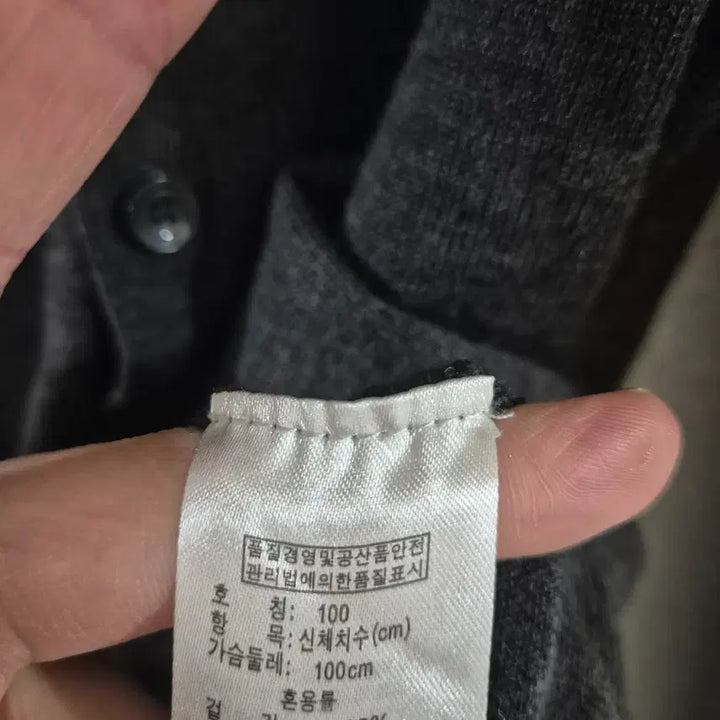 품질경영및공산품안전
관리법에의한품질표시
호 칭: 100
항 목: 신체치수(cm)
가슴둘레: 100cm
혼용률
겉